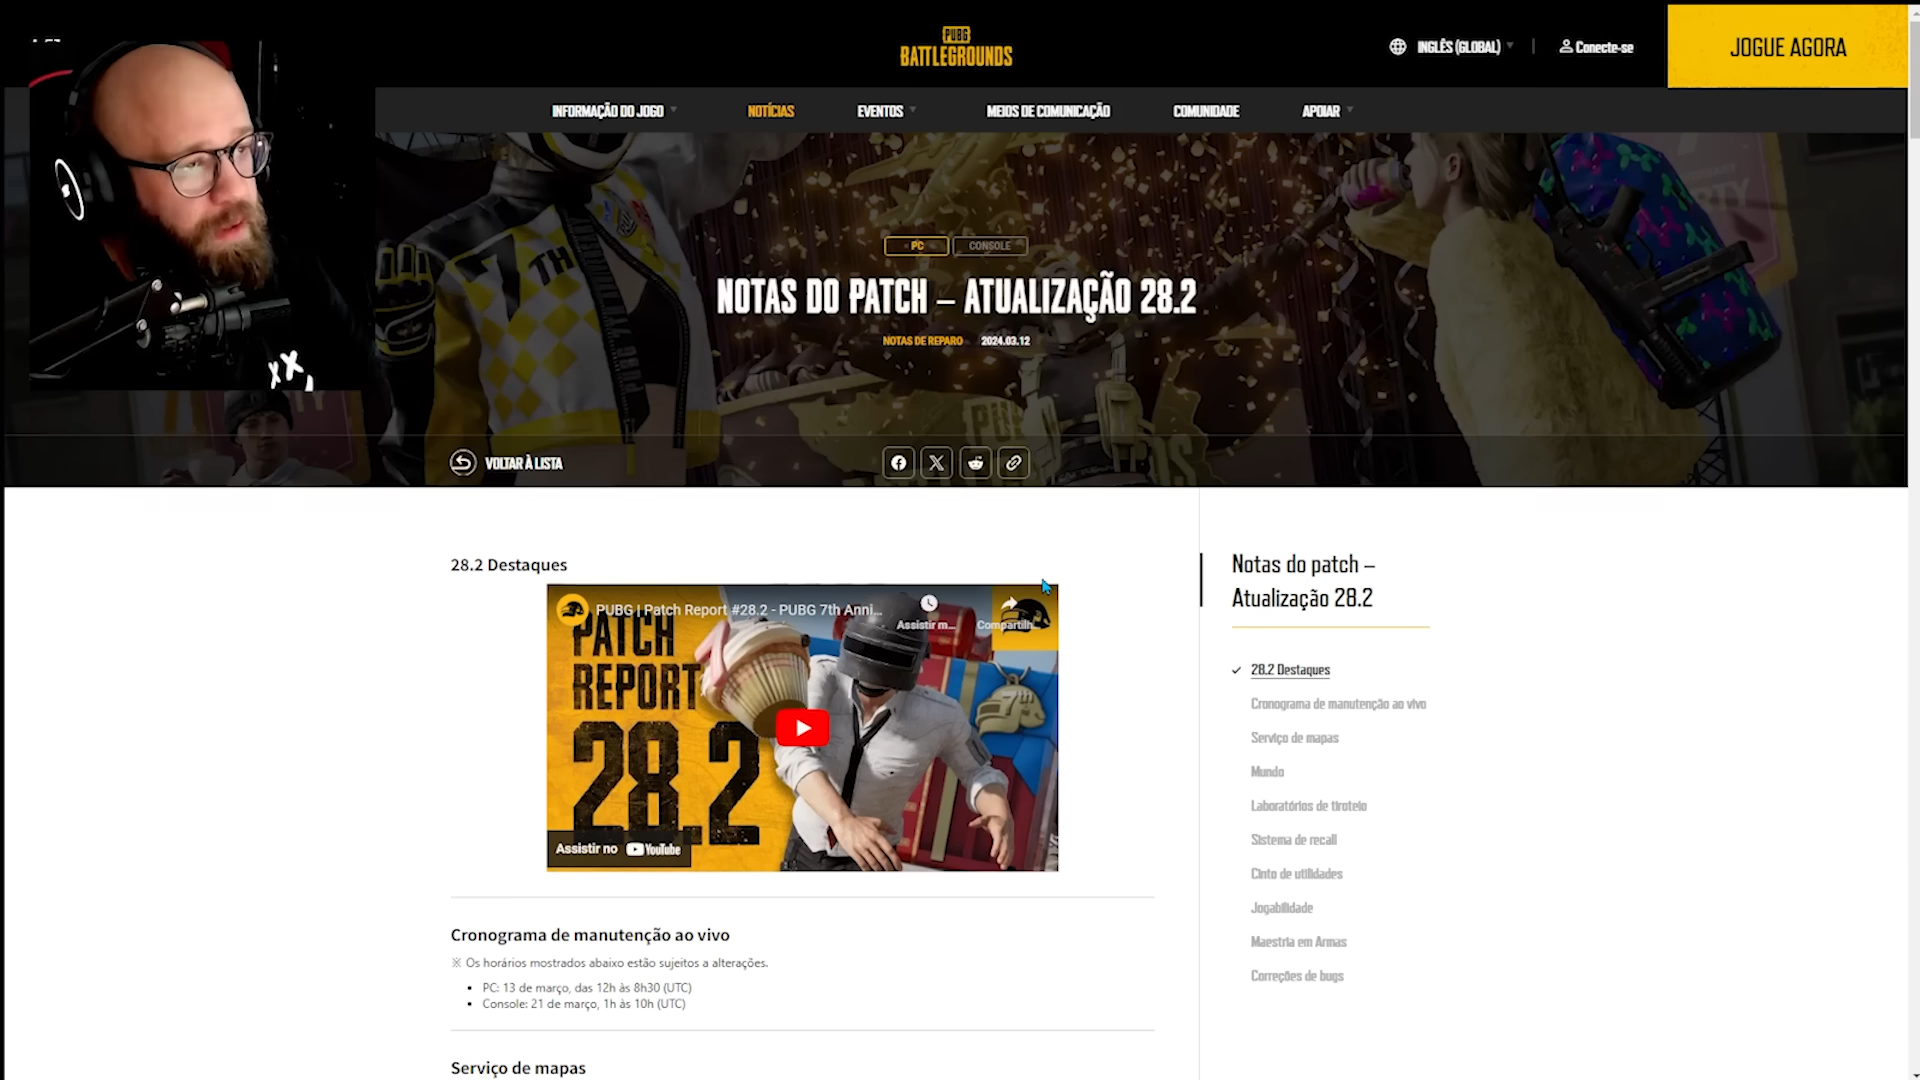 PUBG
BATTLEGROUNDS
INGLÊS (GLOBAL)
Conecte-se
JOGUE AGORA
INFORMAÇÃO DO JOGO
NOTÍCIAS
EVENTOS
MEIOS DE COMUNICAÇÃO
COMUNIDADE
APOIAR
PC
CONSOLE
NOTAS DO PATCH – ATUALIZAÇÃO 28.2
NOTAS DE REPARO 2024.03.12
VOLTAR À LISTA
28.2 Destaques
PUBG | Patch Report #28.2 - PUBG 7th Anni...
Assistir m...
Compartilh...
PATCH
REPORT
28.2
7th
Assistir no YouTube
Cronograma de manutenção ao vivo
※ Os horários mostrados abaixo estão sujeitos a alterações.
• PC: 13 de março, das 12h às 8h30 (UTC)
• Console: 21 de março, 1h às 10h (UTC)
Serviço de mapas
Notas do patch –
Atualização 28.2
28.2 Destaques
Cronograma de manutenção ao vivo
Serviço de mapas
Mundo
Laboratórios de tiroteio
Sistema de recall
Cinto de utilidades
Jogabilidade
Maestria em Armas
Correções de bugs